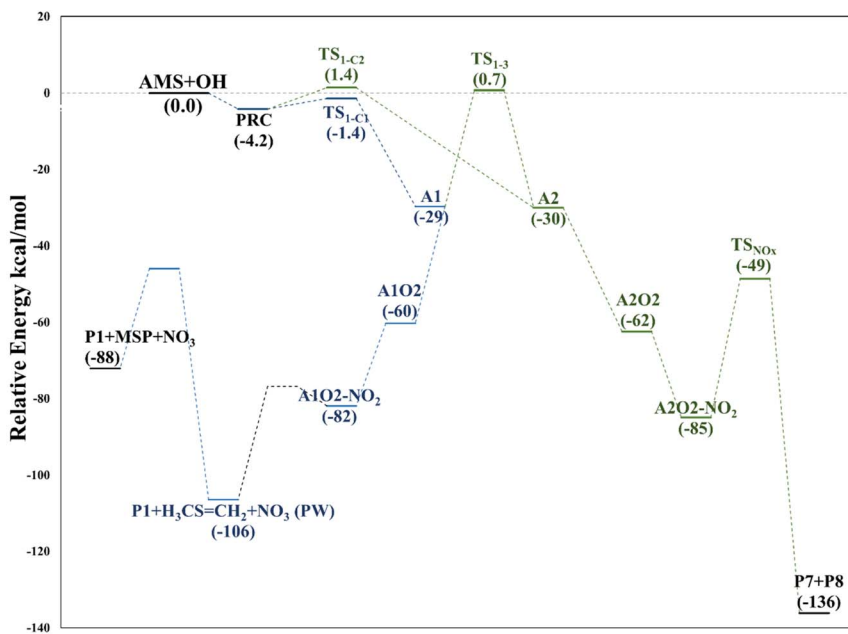 Relative Energy kcal/mol
20
0
-20
-40
-60
-80
-100
-120
-140
AMS+OH
(0.0)
PRC
(-4.2)
TS1-C2
(1.4)
TS1-C1
(-1.4)
TS1-3
(0.7)
A1
(-29)
A2
(-30)
A1O2
(-60)
A2O2
(-62)
TSNOx
(-49)
P1+MSP+NO3
(-88)
A1O2-NO2
(-82)
A2O2-NO2
(-85)
P1+H3CS=CH2+NO3 (PW)
(-106)
P7+P8
(-136)